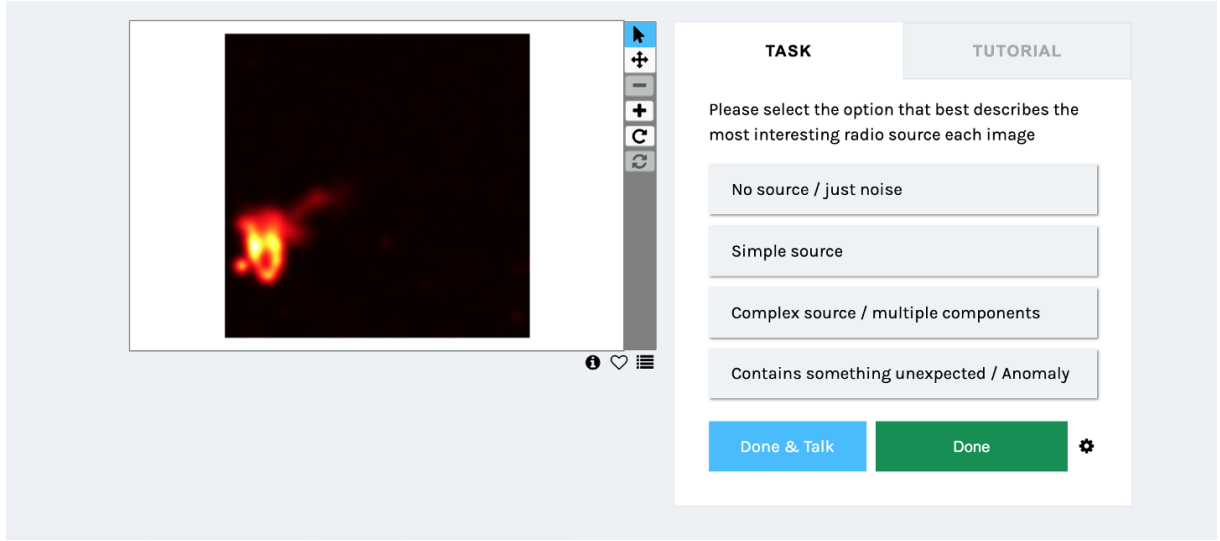 TASK
TUTORIAL
Please select the option that best describes the
most interesting radio source each image
No source / just noise
Simple source
Complex source / multiple components
Contains something unexpected / Anomaly
Done & Talk
Done